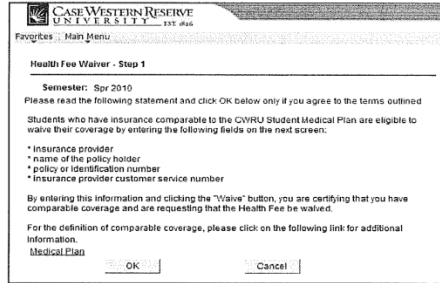 CASE WESTERN RESERVE
UNIVERSITY EST. 1826
Favorites Main Menu
Health Fee Waiver - Step 1
Semester: Spr 2010
Please read the following statement and click OK below only if you agree to the terms outlined
Students who have insurance comparable to the CWRU Student Medical Plan are eligible to
waive their coverage by entering the following fields on the next screen:
* insurance provider
* name of the policy holder
* policy or identification number
* insurance provider customer service number
By entering this information and clicking the "Waive" button, you are certifying that you have
comparable coverage and are requesting that the Health Fee be waived.
For the definition of comparable coverage, please click on the following link for additional
information.
Medical Plan
OK Cancel